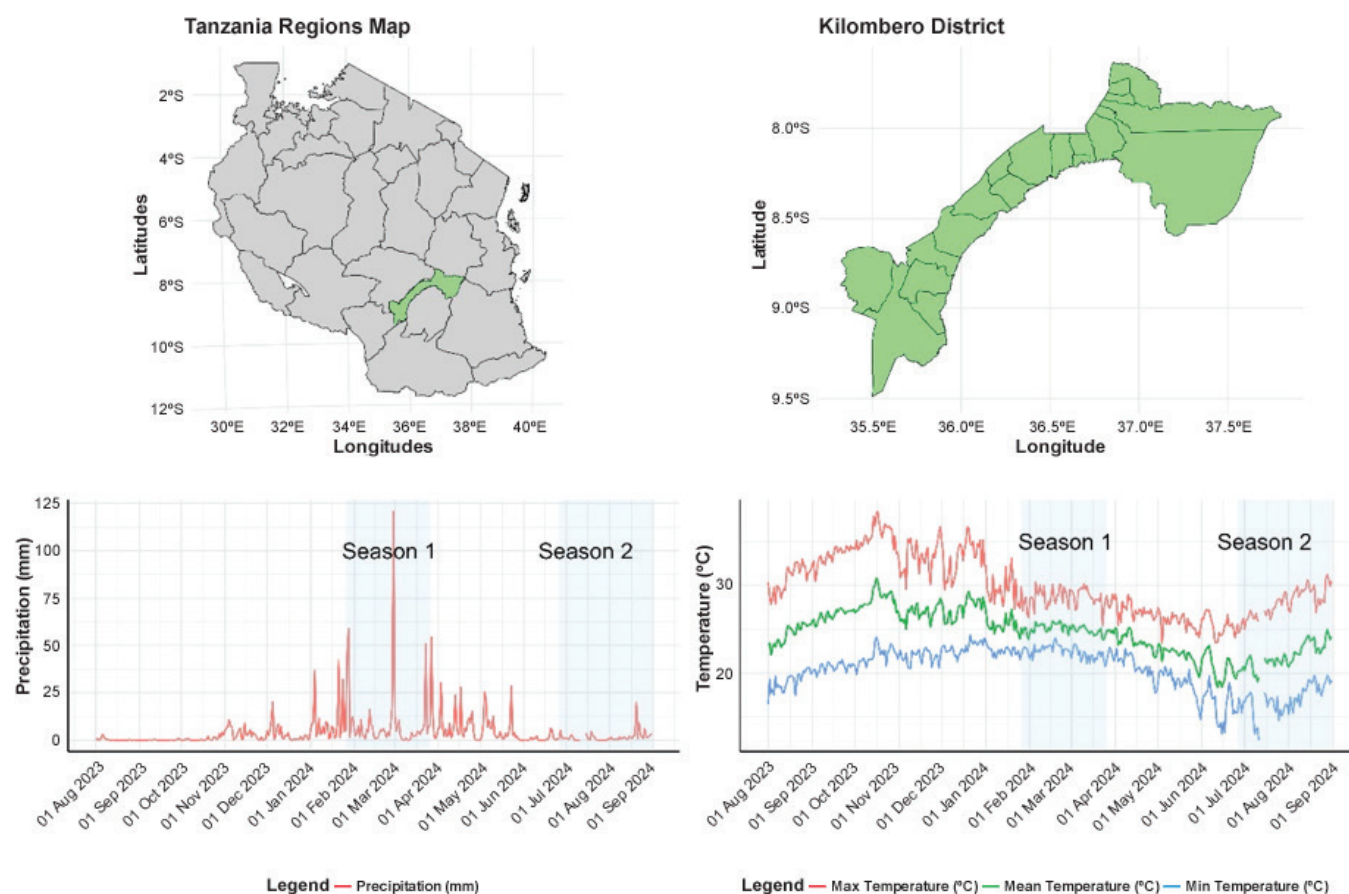 Tanzania Regions Map
Kilombero District
2ºS
4ºS
6ºS
8ºS
10ºS
12ºS
Latitudes
30ºE 32ºE 34ºE 36ºE 38ºE 40ºE
Longitudes
8.0ºS
8.5ºS
9.0ºS
9.5ºS
Latitude
35.5ºE 36.0ºE 36.5ºE 37.0ºE 37.5ºE
Longitude
125
100
75
50
25
0
Precipitation (mm)
Season 1 Season 2
01 Aug 2023 01 Sep 2023 01 Oct 2023 01 Nov 2023 01 Dec 2023 01 Jan 2024 01 Feb 2024 01 Mar 2024 01 Apr 2024 01 May 2024 01 Jun 2024 01 Jul 2024 01 Aug 2024 01 Sep 2024
Legend Precipitation (mm)
30
20
Temperature (ºC)
Season 1 Season 2
01 Aug 2023 01 Sep 2023 01 Oct 2023 01 Nov 2023 01 Dec 2023 01 Jan 2024 01 Feb 2024 01 Mar 2024 01 Apr 2024 01 May 2024 01 Jun 2024 01 Jul 2024 01 Aug 2024 01 Sep 2024
Legend Max Temperature (ºC) Mean Temperature (ºC) Min Temperature (ºC)